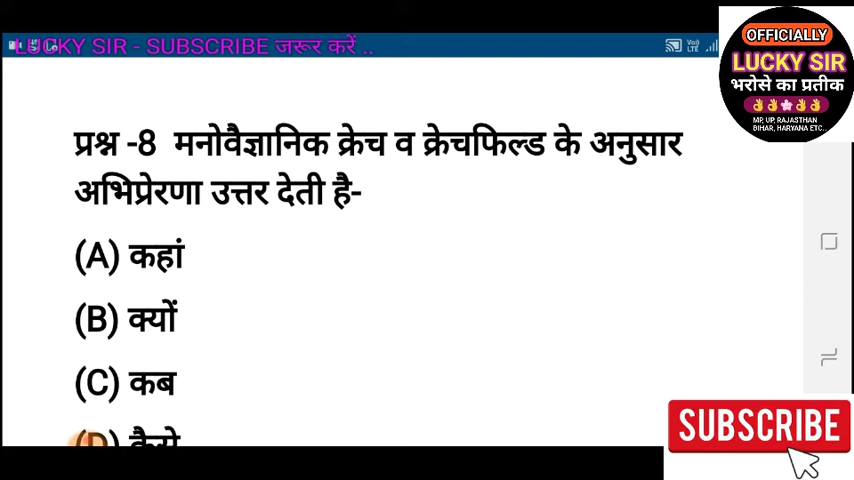 LUCKY SIR - SUBSCRIBE जरूर करें ..
OFFICIALLY
LUCKY SIR
भरोसे का प्रतीक
MP, UP, RAJASTHAN
BIHAR, HARYANA ETC..
प्रश्न -8 मनोवैज्ञानिक क्रेच व क्रेचफिल्ड के अनुसार
अभिप्रेरणा उत्तर देती है-
(A) कहां
(B) क्यों
(C) कब
(D) कैसे
SUBSCRIBE